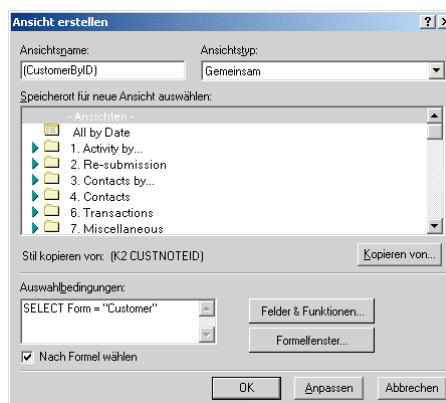 Ansicht erstellen
Ansichtsname:
Ansichtstyp:
(CustomerByID)
Gemeinsam
Speicherort für neue Ansicht auswählen:
- Ansichten -
All by Date
1. Activity by...
2. Re-submission
3. Contacts by...
4. Contacts
6. Transactions
7. Miscellaneous
Stil kopieren von: (K2 CUSTNOTEID)
Kopieren von...
Auswahlbedingungen:
SELECT Form = "Customer"
Felder & Funktionen...
Formelfenster...
Nach Formel wählen
OK
Anpassen
Abbrechen